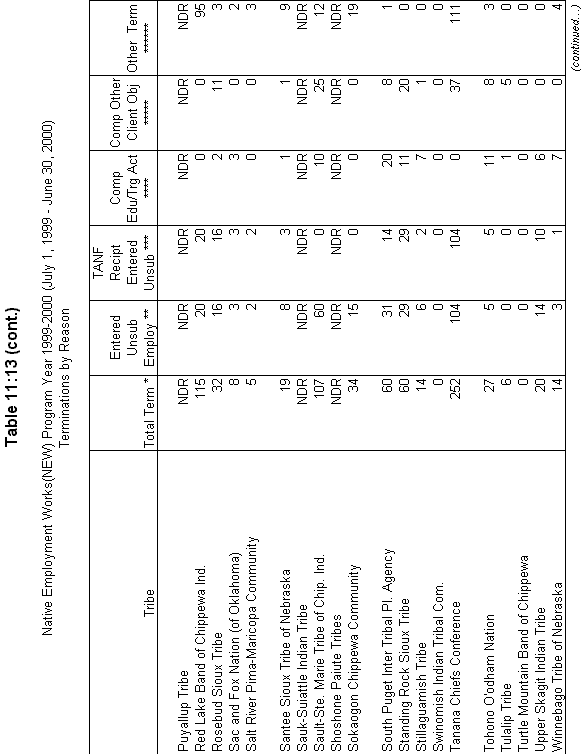 Table 11:13 (cont.)
Native Employment Works(NEW) Program Year 1999-2000 (July 1, 1999 - June 30, 2000)
Terminations by Reason
Tribe Total Term * Entered Unsub Employ ** TANF Recipt Entered Unsub *** Comp Edu/Trg Act **** Comp Other Client Obj ***** Other Term ******
Puyallup Tribe NDR NDR NDR NDR NDR NDR
Red Lake Band of Chippewa Ind. 115 20 20 0 0 95
Rosebud Sioux Tribe 32 16 16 2 11 3
Sac and Fox Nation (of Oklahoma) 8 3 3 3 0 2
Salt River Pima-Maricopa Community 5 2 2 0 0 3
Santee Sioux Tribe of Nebraska 19 8 3 1 1 9
Sauk-Suiattle Indian Tribe NDR NDR NDR NDR NDR NDR
Sault-Ste. Marie Tribe of Chip. Ind. 107 60 0 10 25 12
Shoshone Paiute Tribes NDR NDR NDR NDR NDR NDR
Sokaogon Chippewa Community 34 15 0 0 0 19
South Puget Inter Tribal Pl. Agency 60 31 14 20 8 1
Standing Rock Sioux Tribe 60 29 29 11 20 0
Stillaguamish Tribe 14 6 2 7 1 0
Swinomish Indian Tribal Com. 0 0 0 0 0 0
Tanana Chiefs Conference 252 104 104 0 37 111
Tohono O'odham Nation 27 5 5 11 8 3
Tulalip Tribe 6 0 0 1 5 0
Turtle Mountain Band of Chippewa 0 0 0 0 0 0
Upper Skagit Indian Tribe 20 14 10 6 0 0
Winnebago Tribe of Nebraska 14 3 1 7 0 4
(continued...)